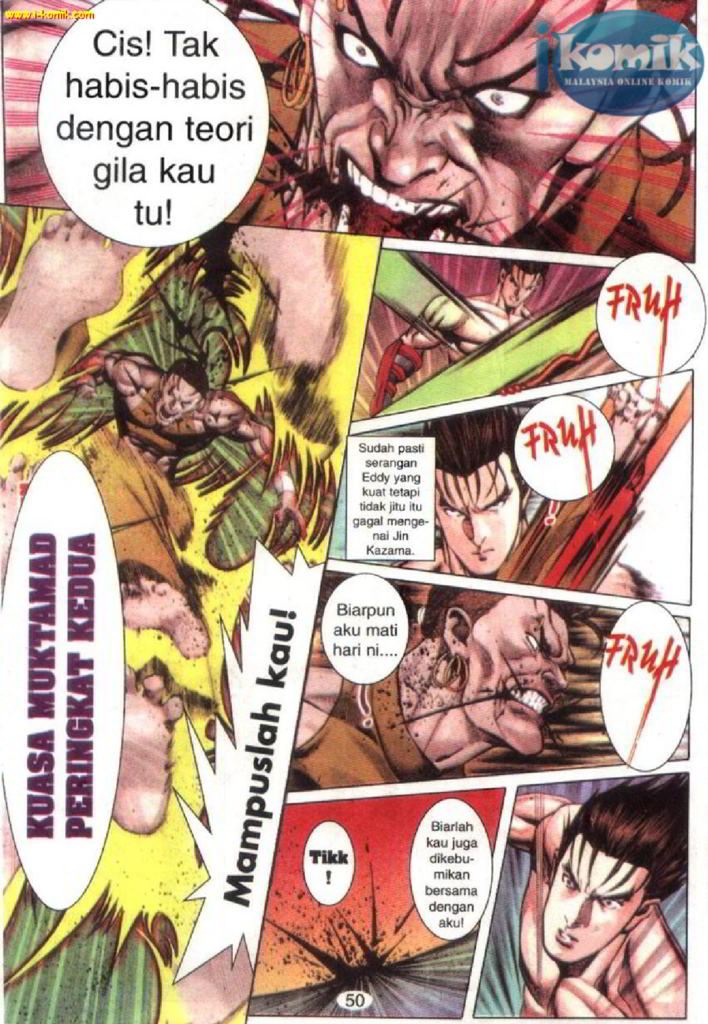 www.i-komik.com
ikomik
MALAYSIA ONLINE KOMIK
Cis! Tak
habis-habis
dengan teori
gila kau
tu!
KUASA MUKTAMAD
PERINGKAT KEDUA
Mampuslah kau!
FRUH
FRUH
Sudah pasti
serangan
Eddy yang
kuat tetapi
tidak jitu itu
gagal menge-
nai Jin
Kazama.
Biarpun
aku mati
hari ni....
FRUH
Tikk
!
Biarlah
kau juga
dikebu-
mikan
bersama
dengan
aku!
50